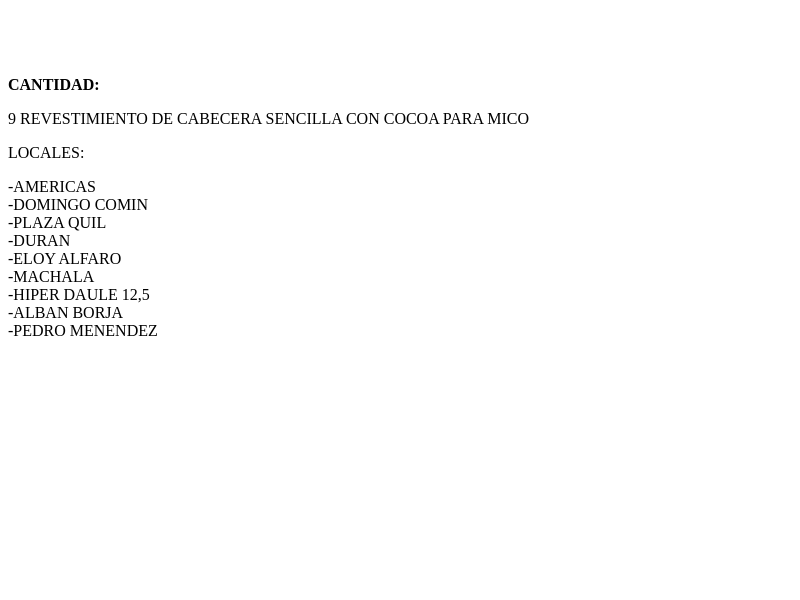 CANTIDAD:
9 REVESTIMIENTO DE CABECERA SENCILLA CON COCOA PARA MICO
LOCALES:
-AMERICAS
-DOMINGO COMIN
-PLAZA QUIL
-DURAN
-ELOY ALFARO
-MACHALA
-HIPER DAULE 12,5
-ALBAN BORJA
-PEDRO MENENDEZ